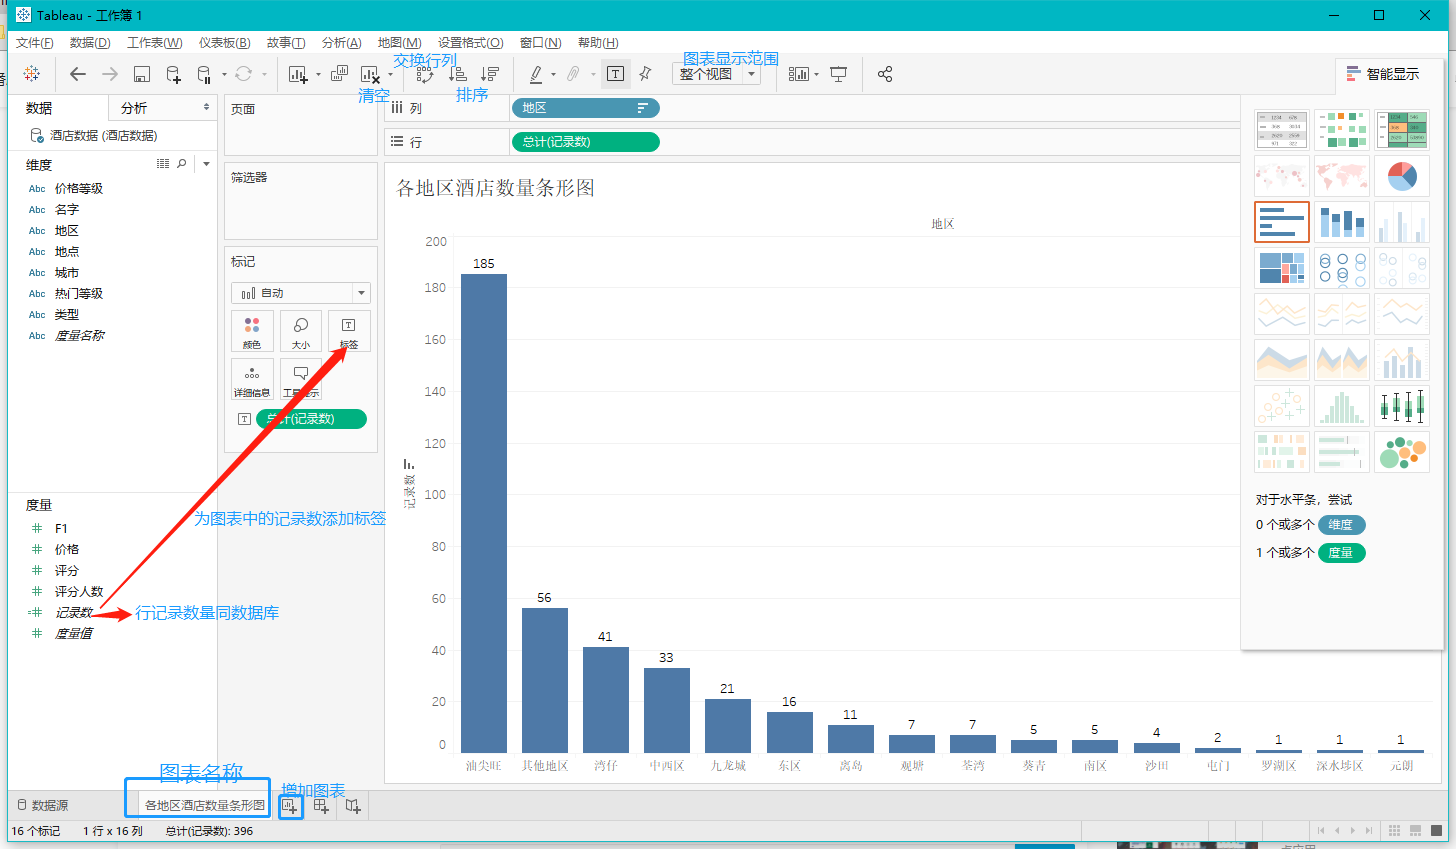 Tableau - 工作簿 1
文件(F) 数据(D) 工作表(W) 仪表板(B) 故事(T) 分析(A) 地图(M) 设置格式(O) 窗口(N) 帮助(H)
交换行列
图表显示范围
整个视图
清空
排序
智能显示
数据
分析
酒店数据 (酒店数据)
维度
Abc 价格等级
Abc 名字
Abc 地区
Abc 地点
Abc 城市
Abc 热门等级
Abc 类型
Abc 度量名称
度量
F1
价格
评分
评分人数
记录数
度量值
行记录数量同数据库
为图表中的记录数添加标签
页面
筛选器
标记
自动
颜色 大小 标签
详细信息 工具提示
总计(记录数)
列 地区
行 总计(记录数)
各地区酒店数量条形图
地区
记录数
200
180
160
140
120
100
80
60
40
20
0
185 56 41 33 21 16 11 7 7 5 5 4 2 1 1 1
油尖旺 其他地区 湾仔 中西区 九龙城 东区 离岛 观塘 荃湾 葵青 南区 沙田 屯门 罗湖区 深水埗区 元朗
对于水平条，尝试
0 个或多个 维度
1 个或多个 度量
图表名称
增加图表
数据源
各地区酒店数量条形图
16 个标记 1 行 x 16 列 总计(记录数): 396